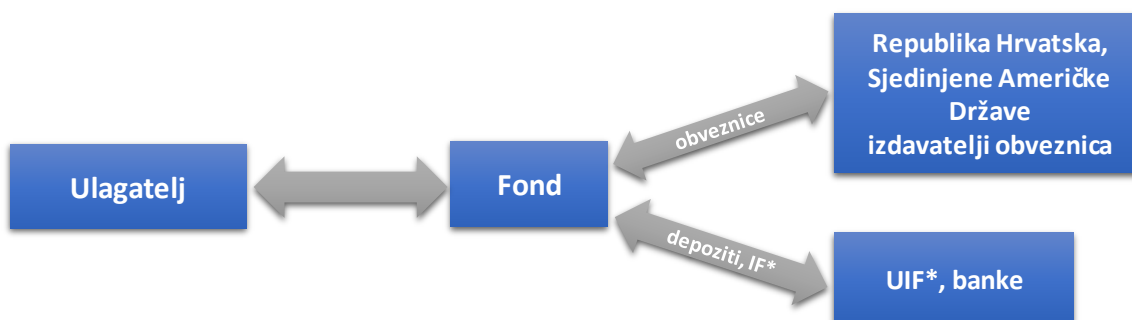 Ulagatelj
Fond
obveznice
Republika Hrvatska,
Sjedinjene Američke
Države
izdavatelji obveznica
depoziti, IF*
UIF*, banke